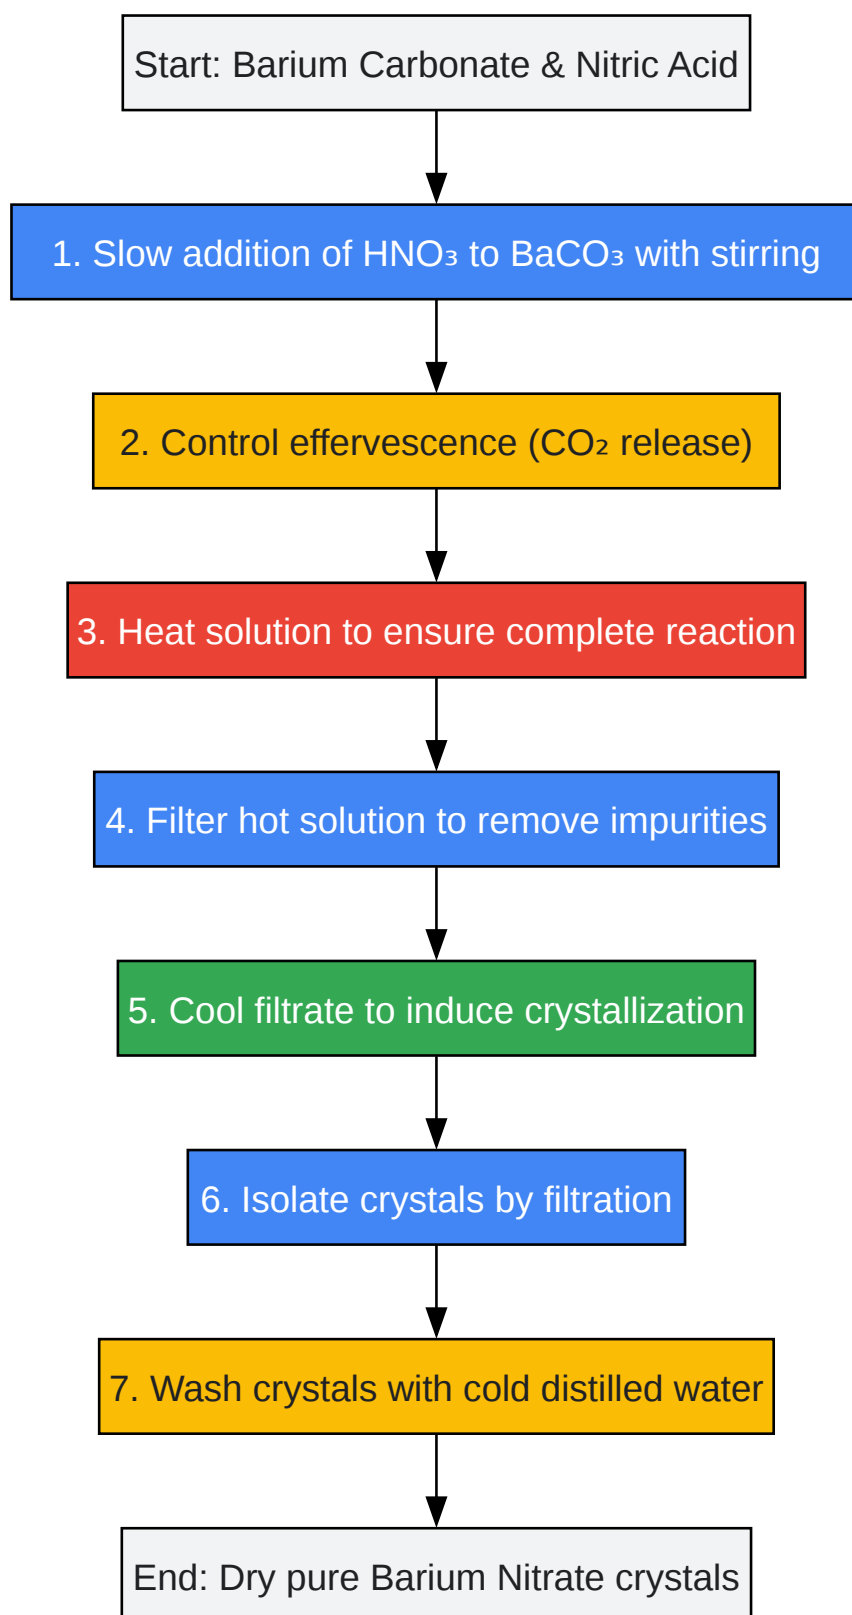 Start: Barium Carbonate & Nitric Acid
1. Slow addition of HNO₃ to BaCO₃ with stirring
2. Control effervescence (CO₂ release)
3. Heat solution to ensure complete reaction
4. Filter hot solution to remove impurities
5. Cool filtrate to induce crystallization
6. Isolate crystals by filtration
7. Wash crystals with cold distilled water
End: Dry pure Barium Nitrate crystals